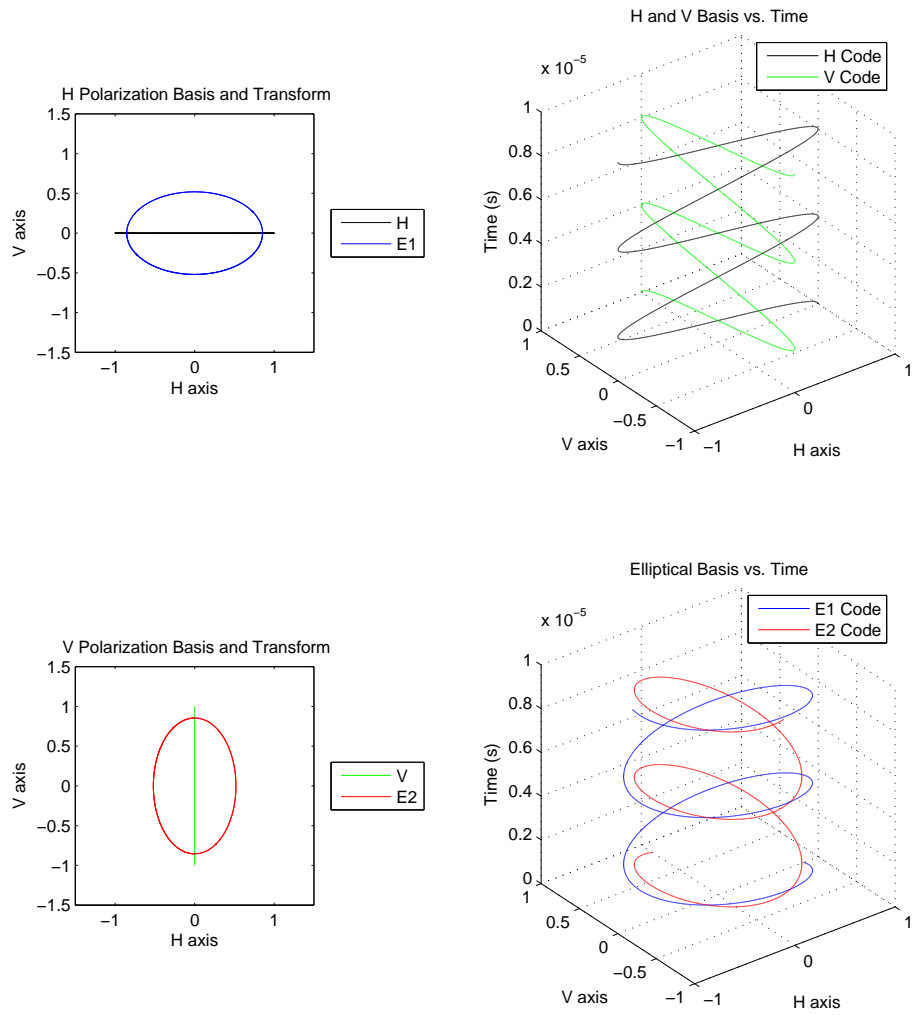 H Polarization Basis and Transform
1.5
1
0.5
0
−0.5
−1
−1.5
−1
0
1
H axis
V axis
H
E1
H and V Basis vs. Time
x 10⁻⁵
H Code
V Code
1
0.8
0.6
0.4
0.2
0
Time (s)
1
0.5
0
−0.5
−1
V axis
−1
0
1
H axis
V Polarization Basis and Transform
1.5
1
0.5
0
−0.5
−1
−1.5
−1
0
1
H axis
V axis
V
E2
Elliptical Basis vs. Time
x 10⁻⁵
E1 Code
E2 Code
1
0.8
0.6
0.4
0.2
0
Time (s)
1
0.5
0
−0.5
−1
V axis
−1
0
1
H axis